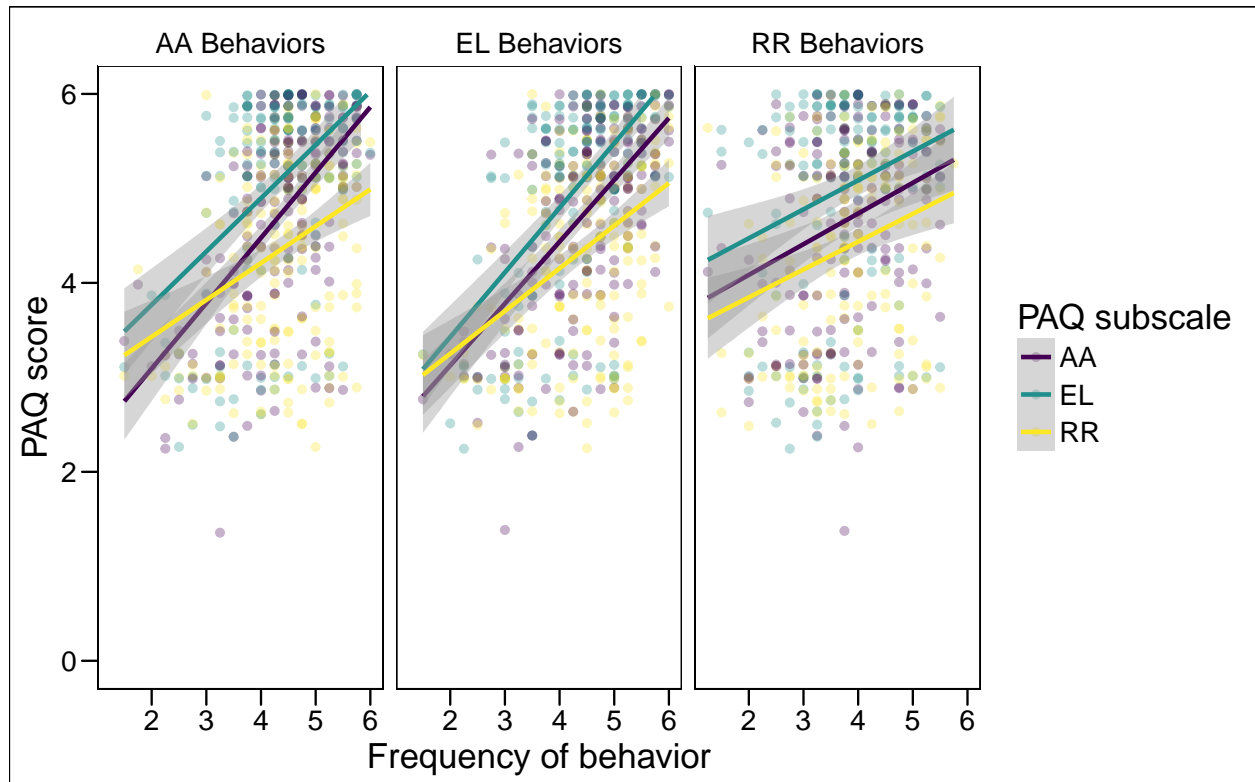 AA Behaviors EL Behaviors RR Behaviors
6
4
2
0
PAQ score
2 3 4 5 6 2 3 4 5 6 2 3 4 5 6
Frequency of behavior
PAQ subscale
AA
EL
RR